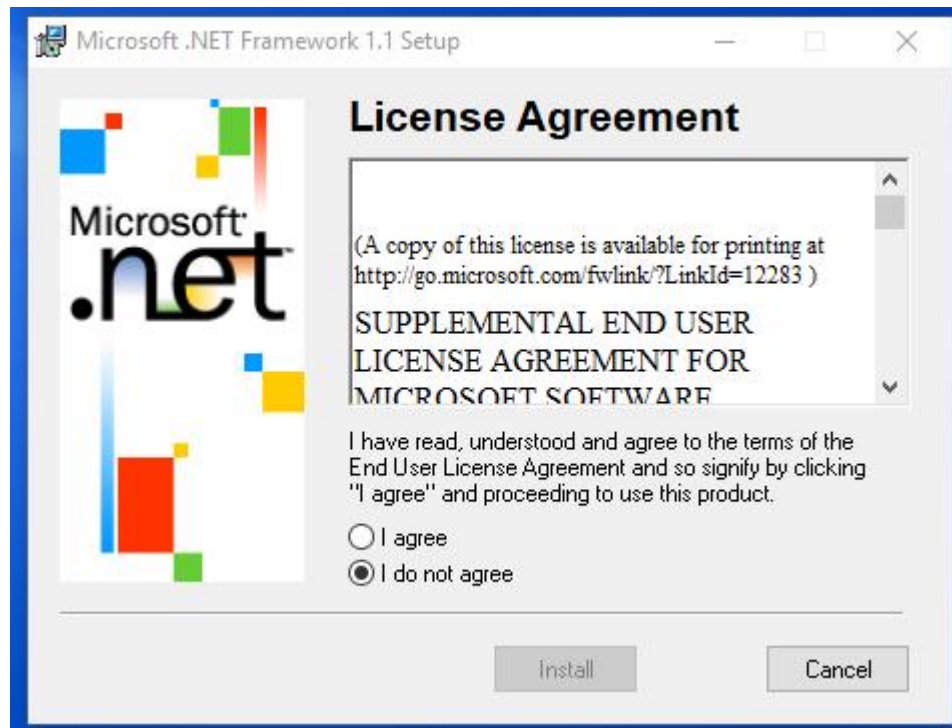 Microsoft .NET Framework 1.1 Setup
License Agreement
Microsoft
.net
(A copy of this license is available for printing at
http://go.microsoft.com/fwlink/?LinkId=12283 )
SUPPLEMENTAL END USER
LICENSE AGREEMENT FOR
MICROSOFT SOFTWARE
I have read, understood and agree to the terms of the
End User License Agreement and so signify by clicking
"I agree" and proceeding to use this product.
I agree
I do not agree
Install
Cancel